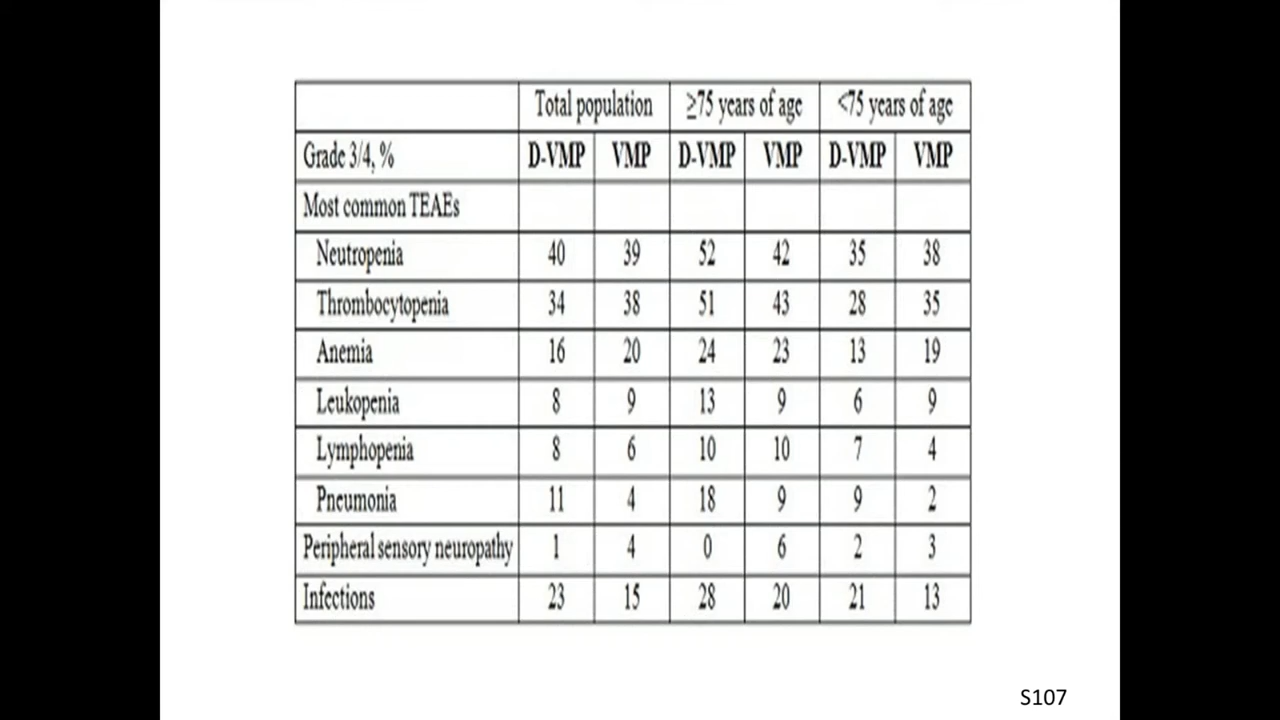 Total population ≥75 years of age <75 years of age
Grade 3/4, % D-VMP VMP D-VMP VMP D-VMP VMP
Most common TEAEs
Neutropenia 40 39 52 42 35 38
Thrombocytopenia 34 38 51 43 28 35
Anemia 16 20 24 23 13 19
Leukopenia 8 9 13 9 6 9
Lymphopenia 8 6 10 10 7 4
Pneumonia 11 4 18 9 9 2
Peripheral sensory neuropathy 1 4 0 6 2 3
Infections 23 15 28 20 21 13
S107